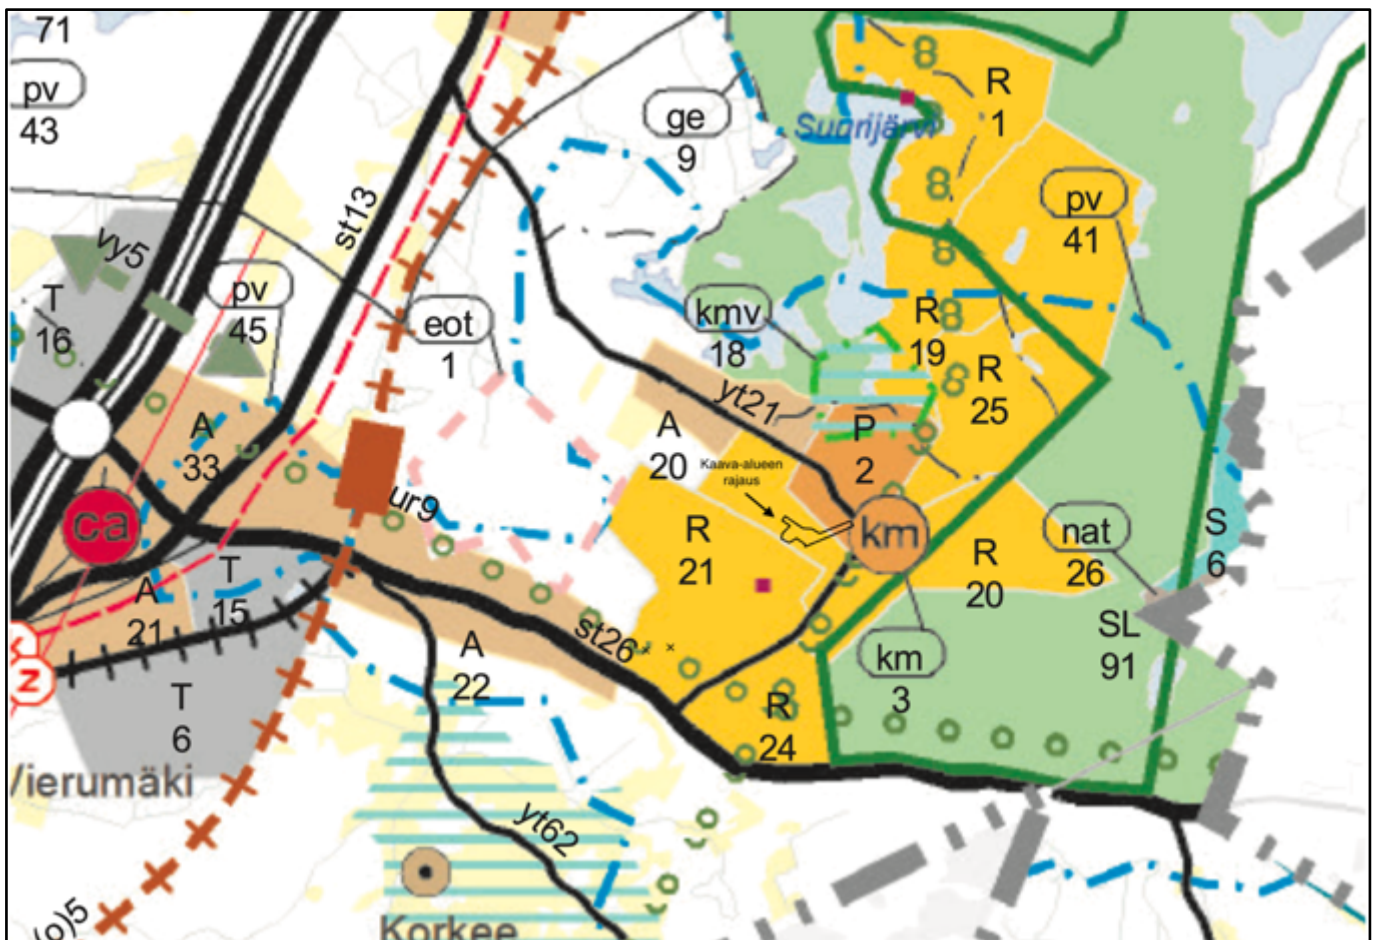 71
pv
43
ge
9
R
1
Suurijärvi
pv
41
vy5
st13
T
16
pv
45
eot
1
kmv
18
R
19
R
25
yt21
A
33
A
20
P
2
Kaava-alueen
rajaus
ca
ur9
R
21
km
R
20
nat
26
S
6
T
15
A
21
st26
A
22
km
3
SL
91
z
T
6
R
24
Vierumäki
yt62
(o)5
Korkee